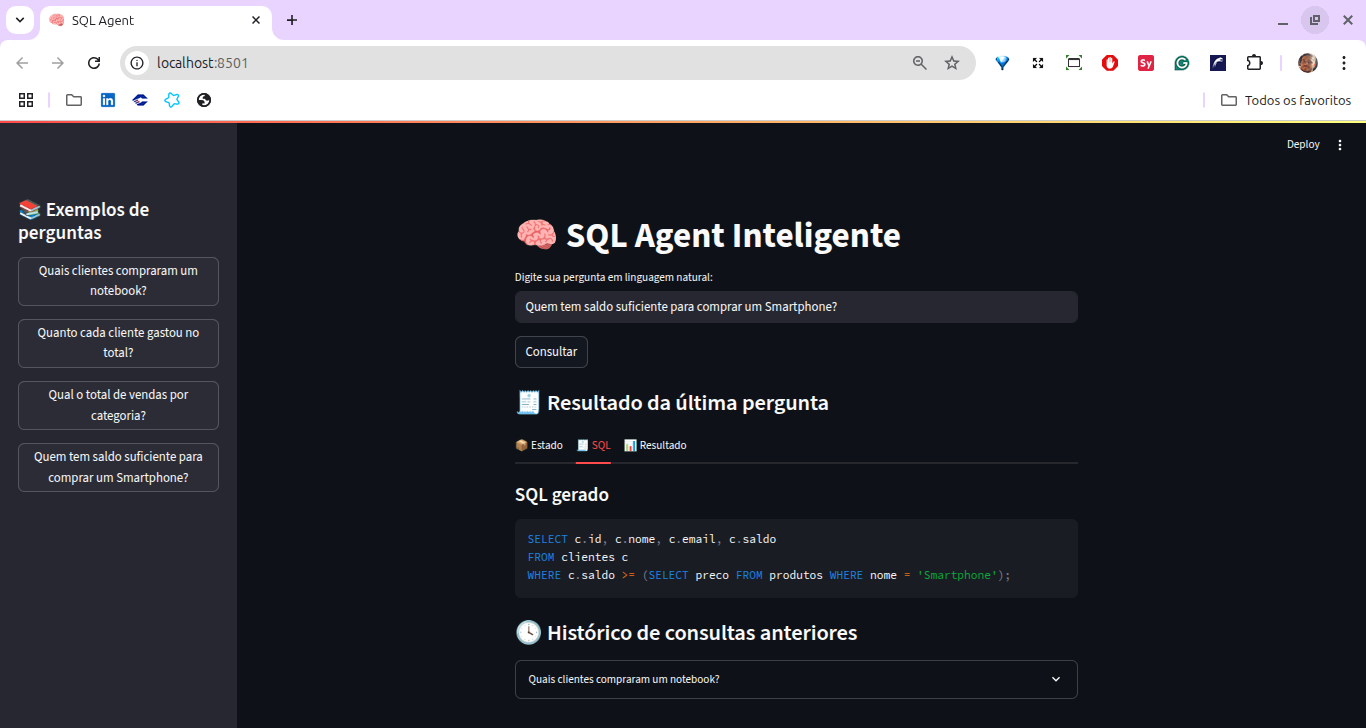 SQL Agent
localhost:8501
Sy
Todos os favoritos
Deploy
Exemplos de
perguntas
Quais clientes compraram um
notebook?
Quanto cada cliente gastou no
total?
Qual o total de vendas por
categoria?
Quem tem saldo suficiente para
comprar um Smartphone?
SQL Agent Inteligente
Digite sua pergunta em linguagem natural:
Quem tem saldo suficiente para comprar um Smartphone?
Consultar
Resultado da última pergunta
Estado SQL Resultado
SQL gerado
SELECT c.id, c.nome, c.email, c.saldo
FROM clientes c
WHERE c.saldo >= (SELECT preco FROM produtos WHERE nome = 'Smartphone');
Histórico de consultas anteriores
Quais clientes compraram um notebook?